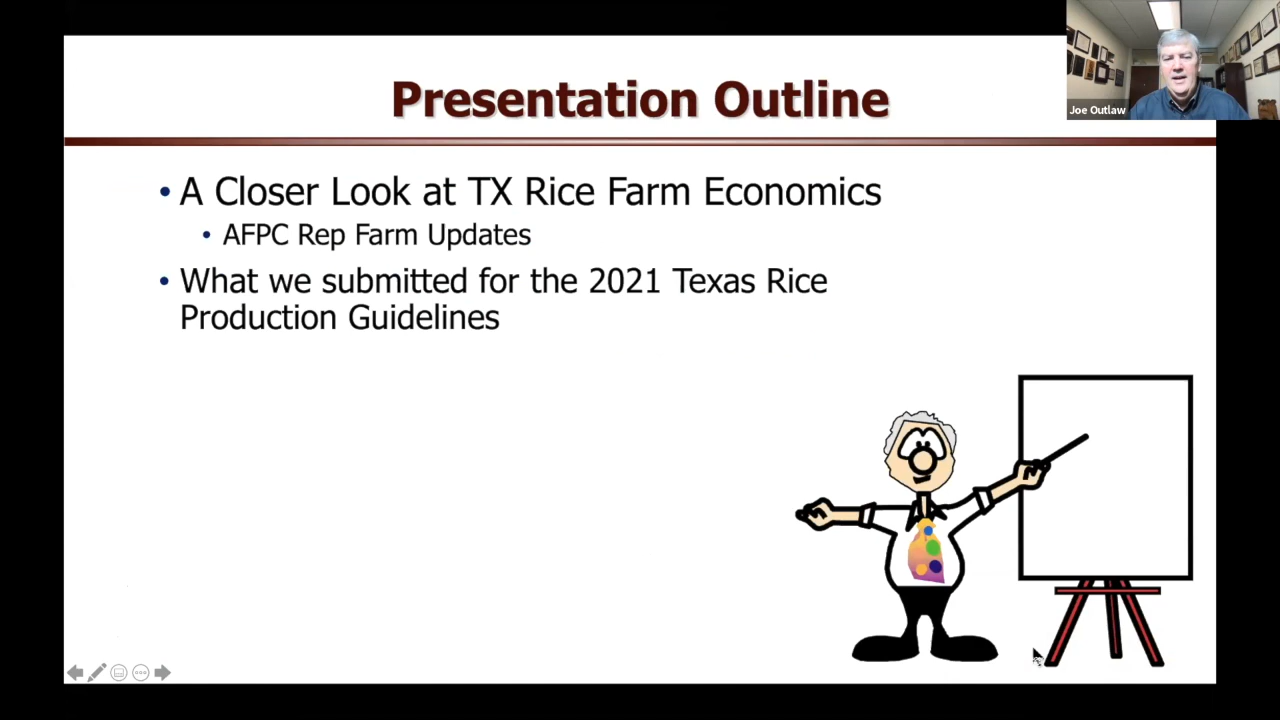 Presentation Outline
Joe Outlaw
• A Closer Look at TX Rice Farm Economics
• AFPC Rep Farm Updates
• What we submitted for the 2021 Texas Rice
Production Guidelines